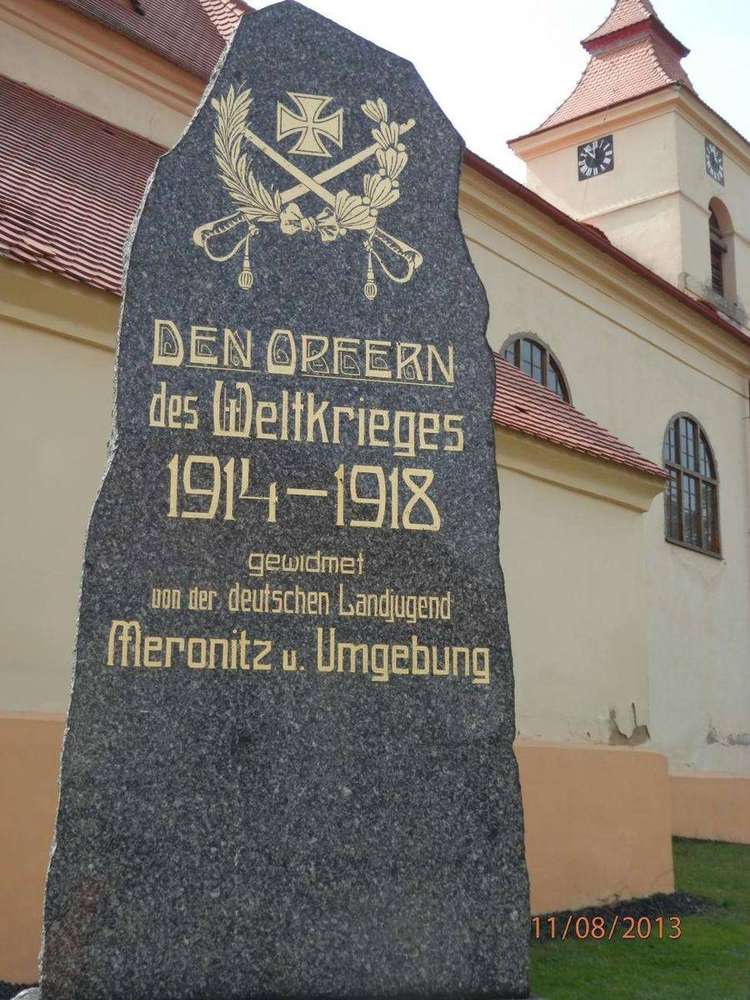 DEN OPFERN
des Weltkrieges
1914-1918
gewidmet
von der deutschen Landjugend
Meronitz u. Umgebung
11/08/2013